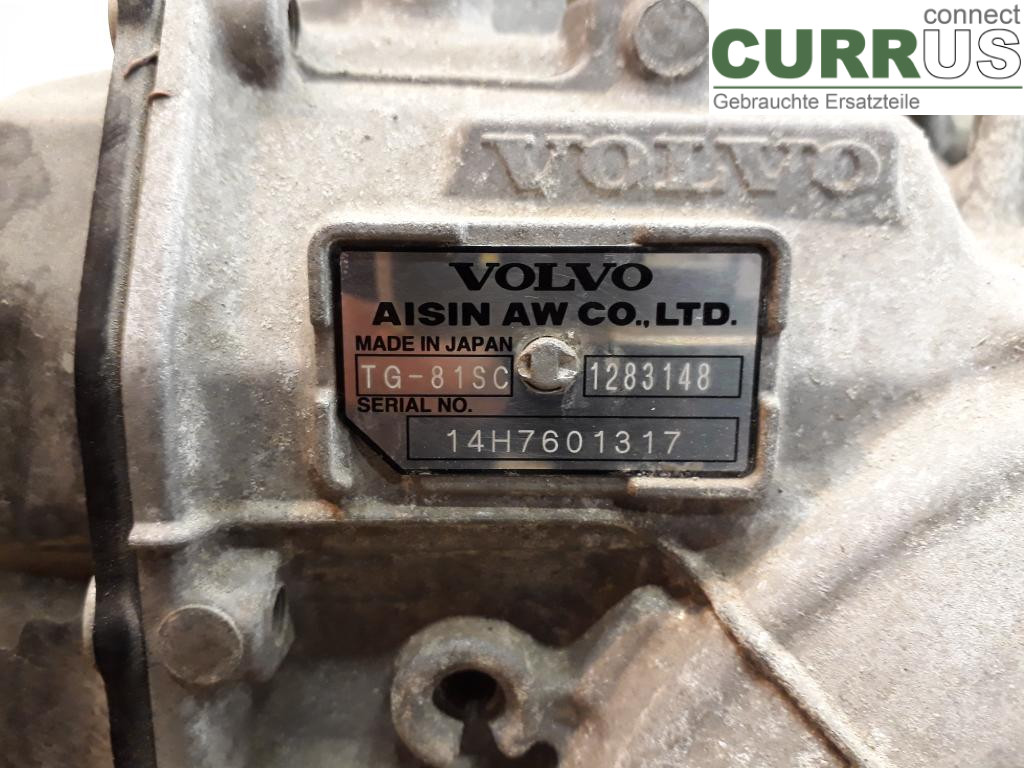 connect
CURRUS
Gebrauchte Ersatzteile
VOLVO
VOLVO
AISIN AW CO., LTD.
MADE IN JAPAN
TG-81SC 1283148
SERIAL NO.
14H7601317